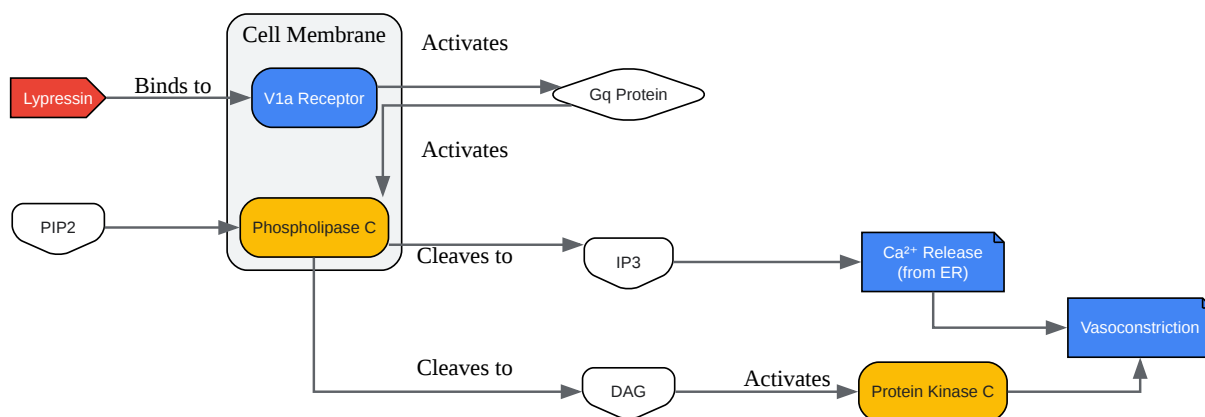 Cell Membrane
Activates
Lypressin
Binds to
V1a Receptor
Gq Protein
Activates
PIP2
Phospholipase C
Cleaves to
IP3
Ca²⁺ Release
(from ER)
Vasoconstriction
Cleaves to
DAG
Activates
Protein Kinase C